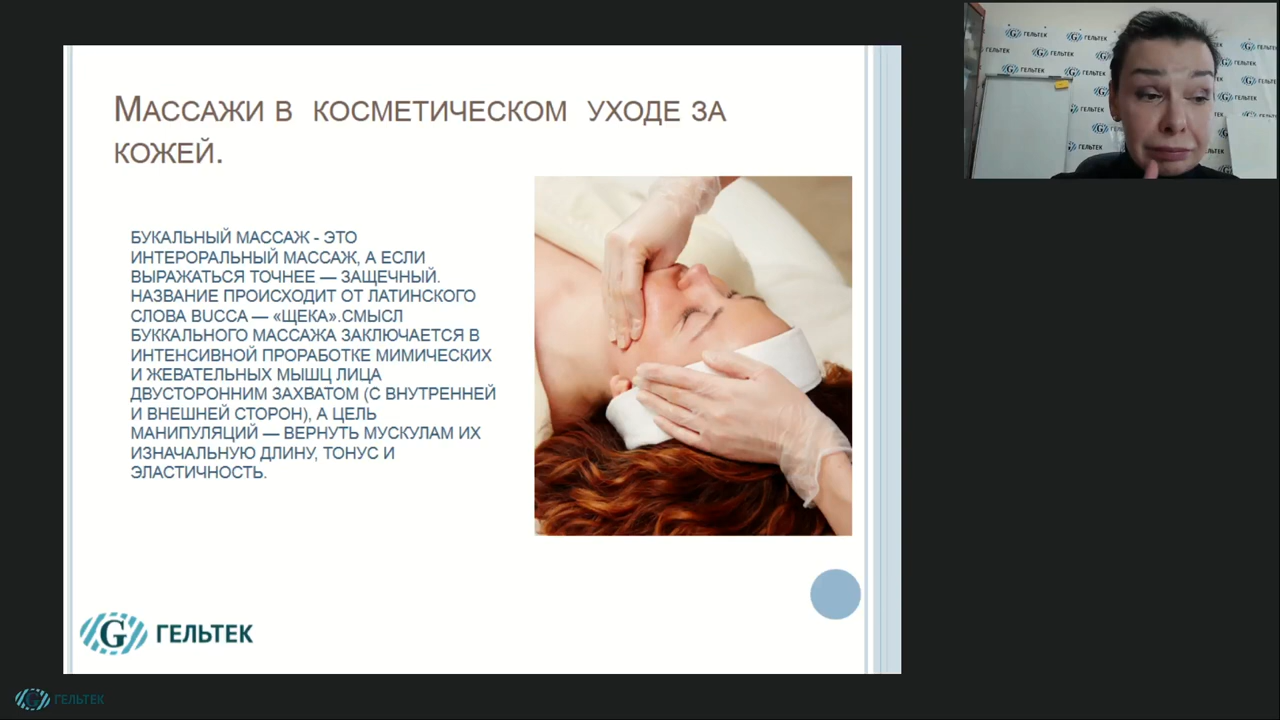 МАССАЖИ В КОСМЕТИЧЕСКОМ УХОДЕ ЗА
КОЖЕЙ.
БУКАЛЬНЫЙ МАССАЖ - ЭТО
ИНТЕРОРАЛЬНЫЙ МАССАЖ, А ЕСЛИ
ВЫРАЖАТЬСЯ ТОЧНЕЕ — ЗАЩЕЧНЫЙ.
НАЗВАНИЕ ПРОИСХОДИТ ОТ ЛАТИНСКОГО
СЛОВА BUCCA — «ЩЕКА».СМЫСЛ
БУККАЛЬНОГО МАССАЖА ЗАКЛЮЧАЕТСЯ В
ИНТЕНСИВНОЙ ПРОРАБОТКЕ МИМИЧЕСКИХ
И ЖЕВАТЕЛЬНЫХ МЫШЦ ЛИЦА
ДВУСТОРОННИМ ЗАХВАТОМ (С ВНУТРЕННЕЙ
И ВНЕШНЕЙ СТОРОН), А ЦЕЛЬ
МАНИПУЛЯЦИЙ — ВЕРНУТЬ МУСКУЛАМ ИХ
ИЗНАЧАЛЬНУЮ ДЛИНУ, ТОНУС И
ЭЛАСТИЧНОСТЬ.
G ГЕЛЬТЕК
G ГЕЛЬТЕК